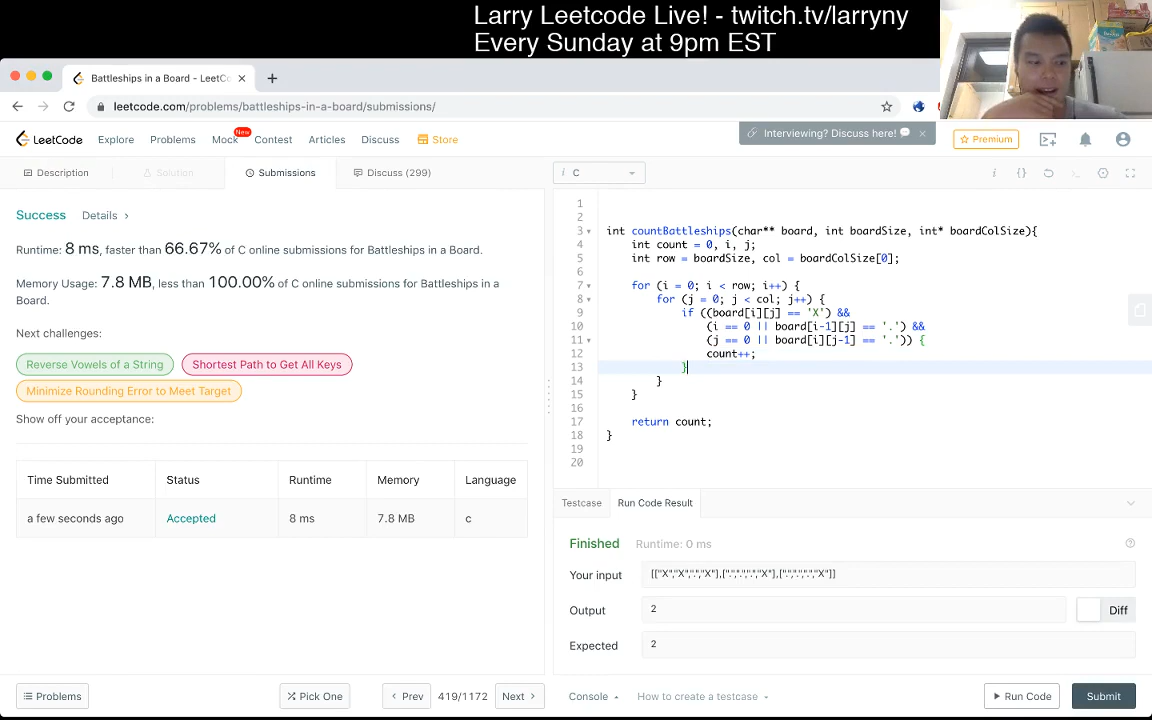 Larry Leetcode Live! - twitch.tv/larryny
Every Sunday at 9pm EST
Battleships in a Board - LeetCo
leetcode.com/problems/battleships-in-a-board/submissions/
LeetCode
Explore
Problems
Mock
New
Contest
Articles
Discuss
Store
Interviewing? Discuss here!
Premium
Description
Solution
Submissions
Discuss (299)
i C
Success
Details
Runtime: 8 ms, faster than 66.67% of C online submissions for Battleships in a Board.
Memory Usage: 7.8 MB, less than 100.00% of C online submissions for Battleships in a
Board.
Next challenges:
Reverse Vowels of a String
Shortest Path to Get All Keys
Minimize Rounding Error to Meet Target
Show off your acceptance:
Time Submitted Status Runtime Memory Language
a few seconds ago Accepted 8 ms 7.8 MB c
1
2
3 int countBattleships(char** board, int boardSize, int* boardColSize){
4 int count = 0, i, j;
5 int row = boardSize, col = boardColSize[0];
6
7 for (i = 0; i < row; i++) {
8 for (j = 0; j < col; j++) {
9 if ((board[i][j] == 'X') &&
10 (i == 0 || board[i-1][j] == '.') &&
11 (j == 0 || board[i][j-1] == '.')) {
12 count++;
13 }
14 }
15 }
16
17 return count;
18 }
19
20
Testcase
Run Code Result
Finished
Runtime: 0 ms
Your input
[["X","X",".","X"],[".",".",".","X"],[".",".",".","X"]]
Output
2
Diff
Expected
2
Problems
Pick One
Prev
419/1172
Next
Console
How to create a testcase
Run Code
Submit